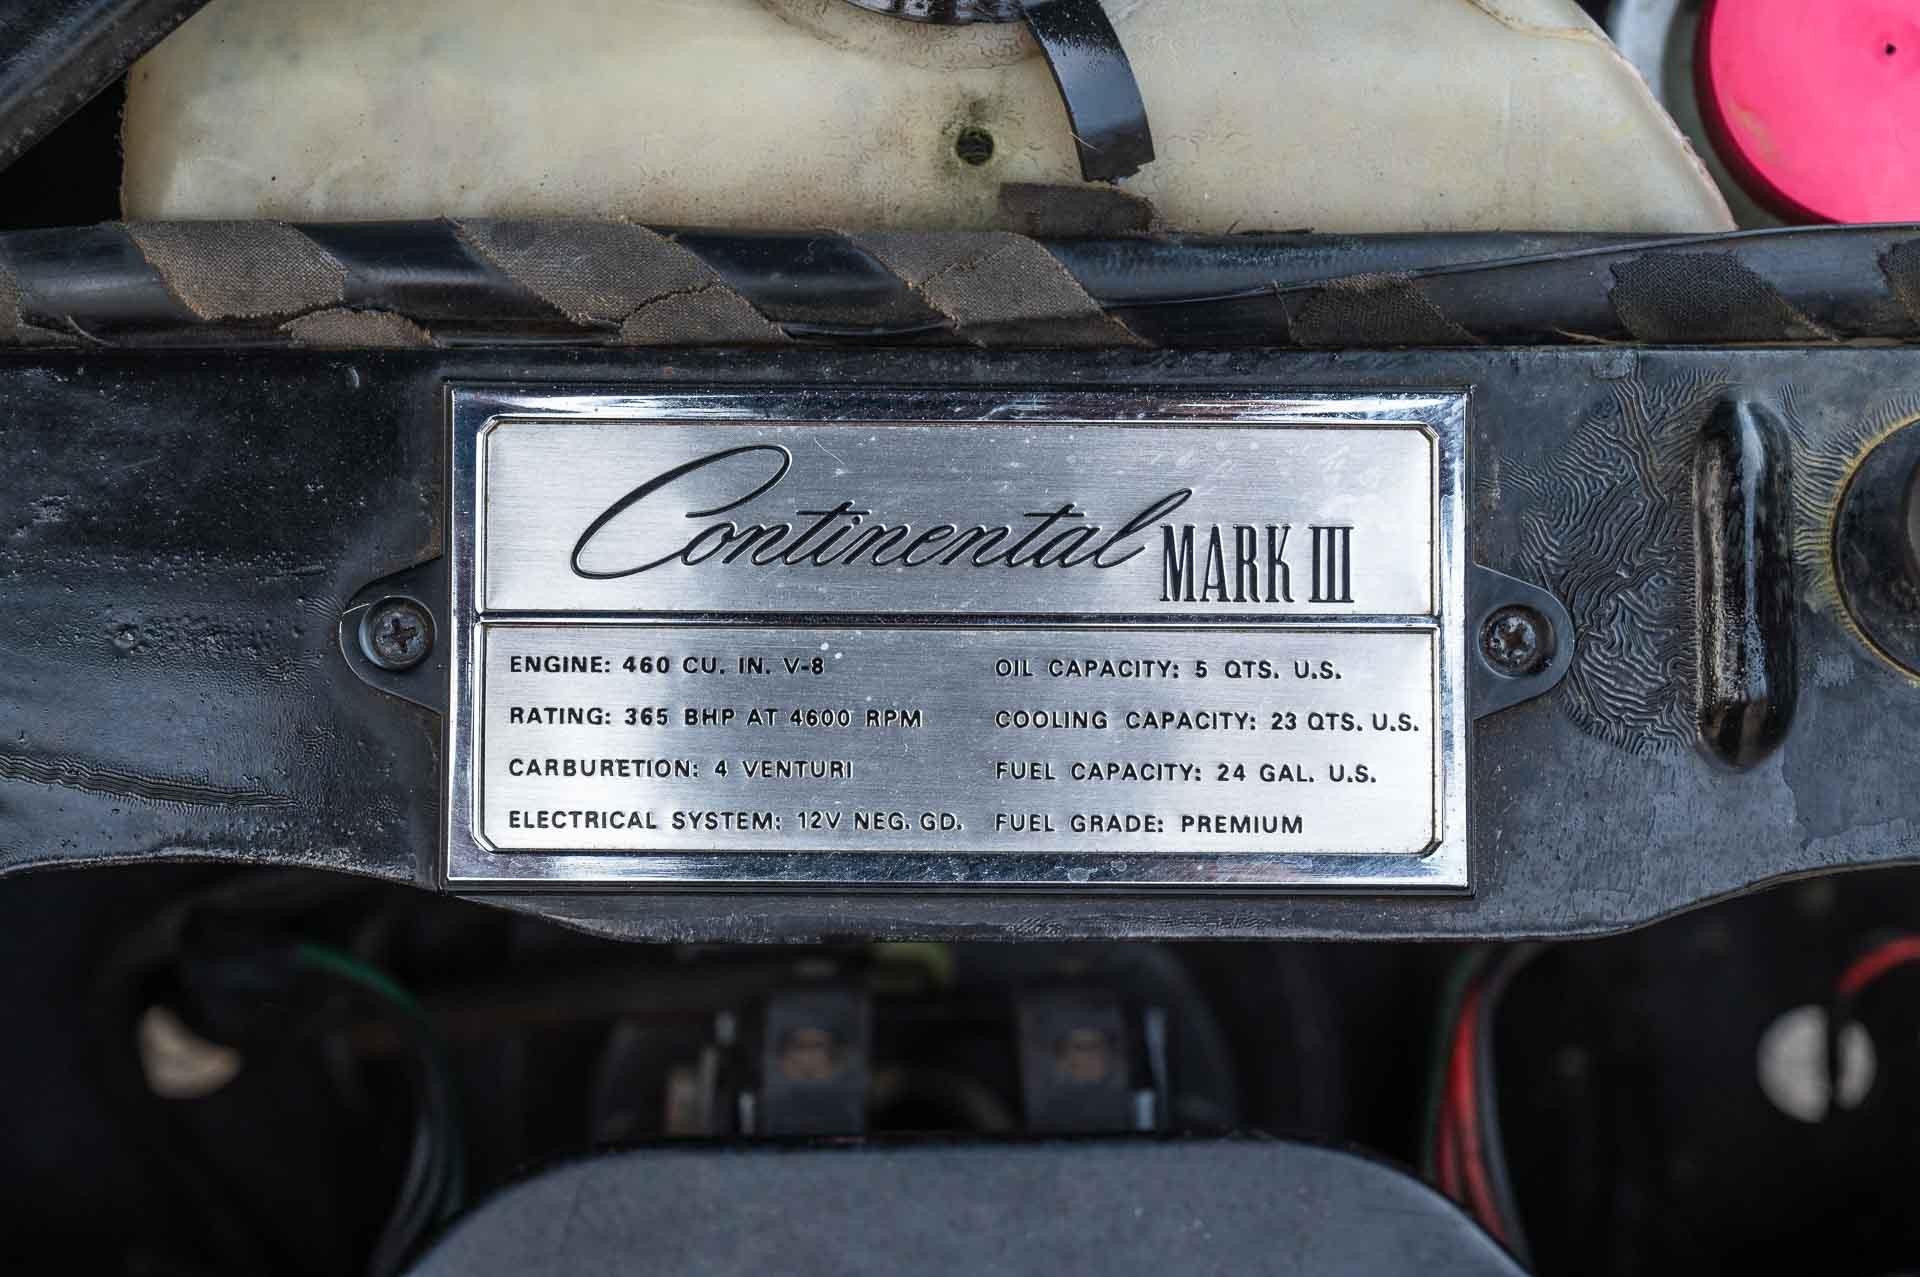 Continental MARK III
ENGINE: 460 CU. IN. V-8
RATING: 365 BHP AT 4600 RPM
CARBURETION: 4 VENTURI
ELECTRICAL SYSTEM: 12V NEG. GD.
OIL CAPACITY: 5 QTS. U.S.
COOLING CAPACITY: 23 QTS. U.S.
FUEL CAPACITY: 24 GAL. U.S.
FUEL GRADE: PREMIUM